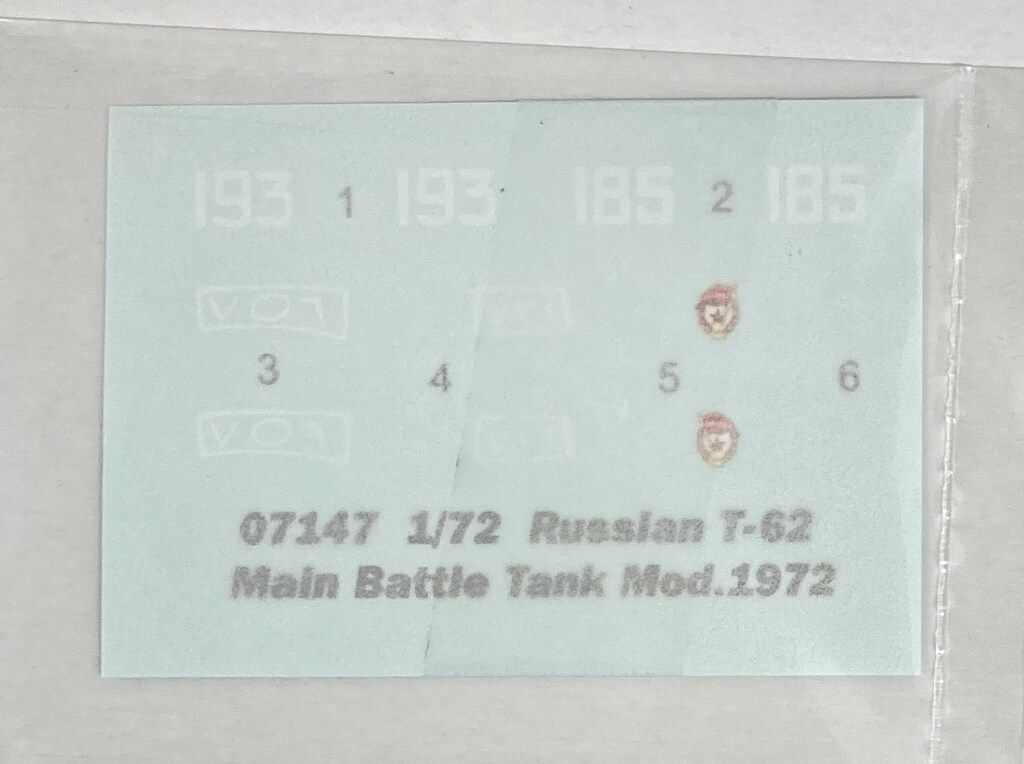 193 1 193 185 2 185
3 4 5 6
07147 1/72 Russian T-62
Main Battle Tank Mod.1972